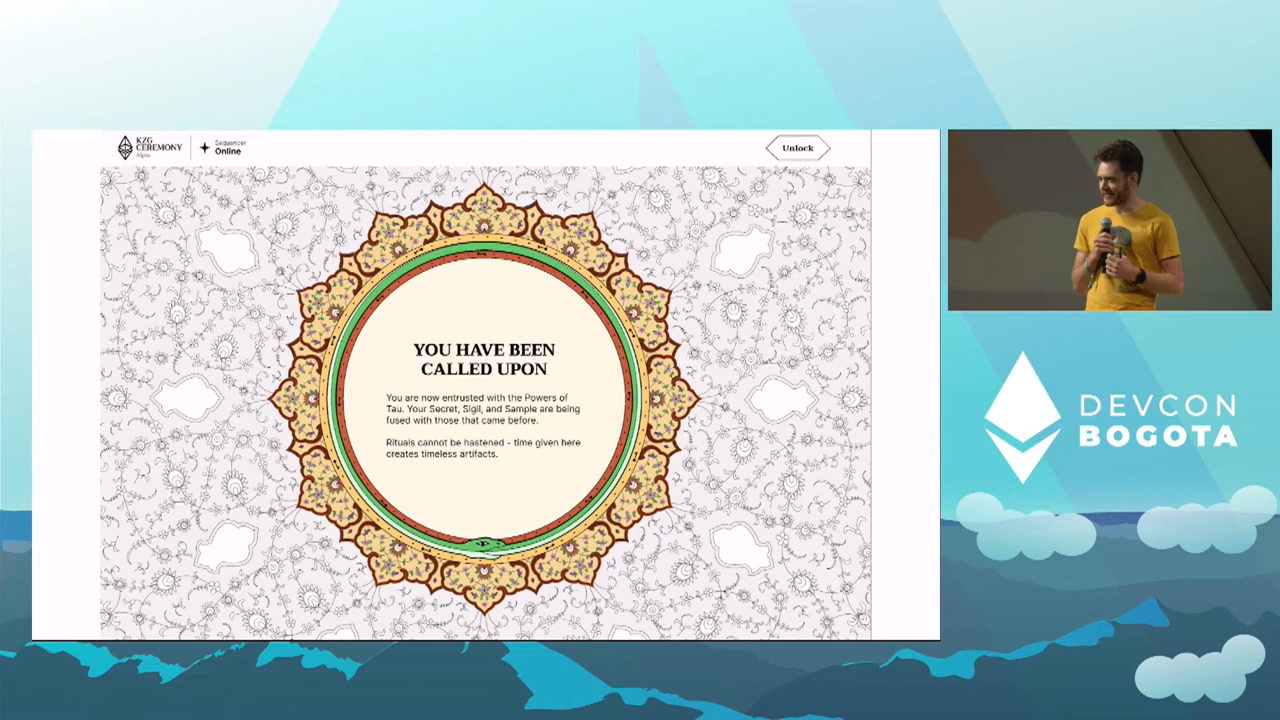 KZG
CEREMONY
Alpha
Sequencer
Online
Unlock
YOU HAVE BEEN
CALLED UPON
You are now entrusted with the Powers of
Tau. Your Secret, Sigil, and Sample are being
fused with those that came before.
Rituals cannot be hastened - time given here
creates timeless artifacts.
DEVCON
BOGOTA